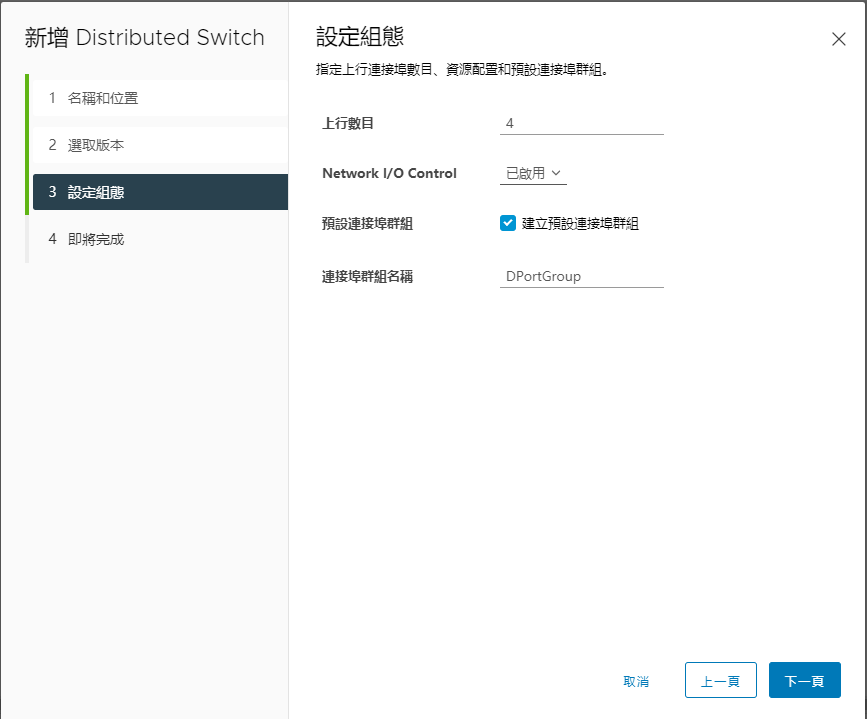 新增 Distributed Switch
1 名稱和位置
2 選取版本
3 設定組態
4 即將完成
設定組態
指定上行連接埠數目、資源配置和預設連接埠群組。
上行數目 4
Network I/O Control 已啟用
預設連接埠群組 建立預設連接埠群組
連接埠群組名稱 DPortGroup
取消 上一頁 下一頁